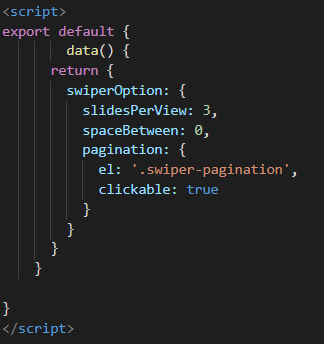 <script>
export default {
        data() {
      return {
        swiperOption: {
          slidesPerView: 3,
          spaceBetween: 0,
          pagination: {
            el: '.swiper-pagination',
            clickable: true
          }
        }
      }
    }

}
</script>